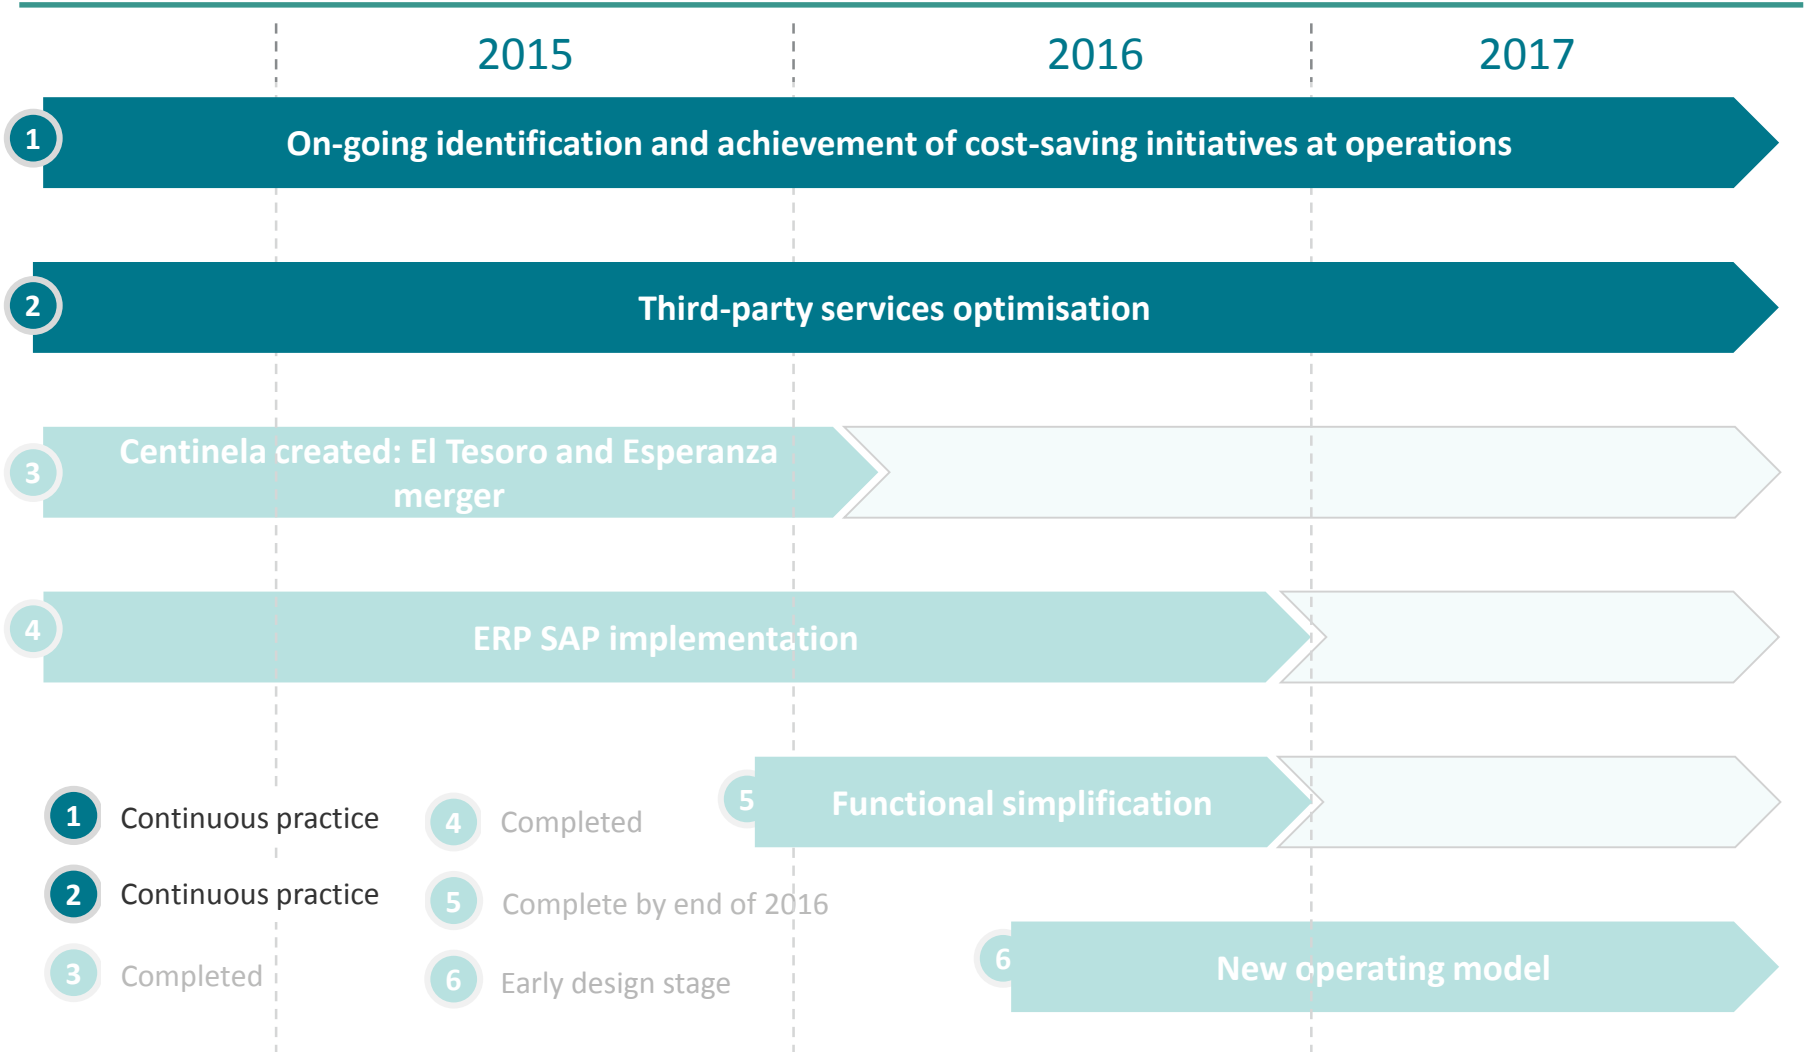 2015
2016
2017
1
On-going identification and achievement of cost-saving initiatives at operations
2
Third-party services optimisation
3
Centinela created: El Tesoro and Esperanza
merger
4
ERP SAP implementation
5
Functional simplification
6
New operating model
1 Continuous practice
2 Continuous practice
3 Completed
4 Completed
5 Complete by end of 2016
6 Early design stage